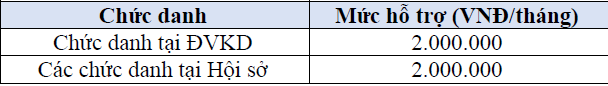 Chức danh Mức hỗ trợ (VNĐ/tháng)
Chức danh tại ĐVKD 2.000.000
Các chức danh tại Hội sở 2.000.000